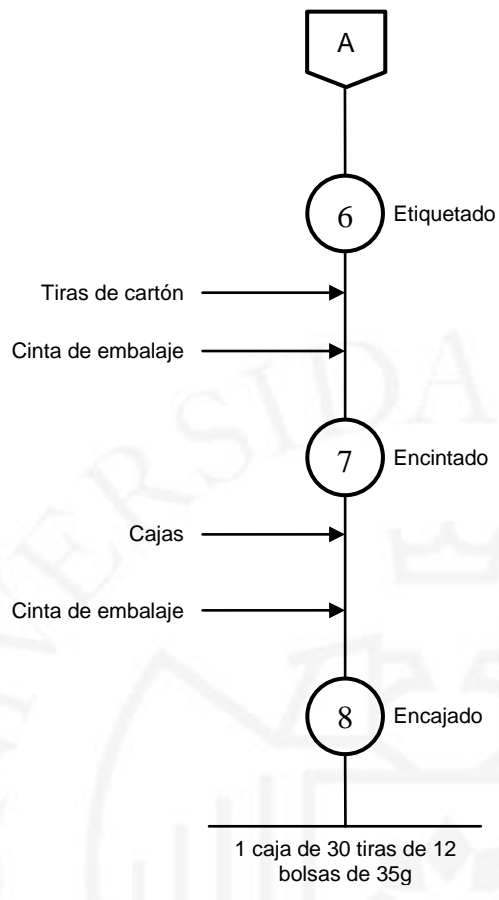 A
6 Etiquetado
Tiras de cartón
Cinta de embalaje
7 Encintado
Cajas
Cinta de embalaje
8 Encajado
1 caja de 30 tiras de 12
bolsas de 35g